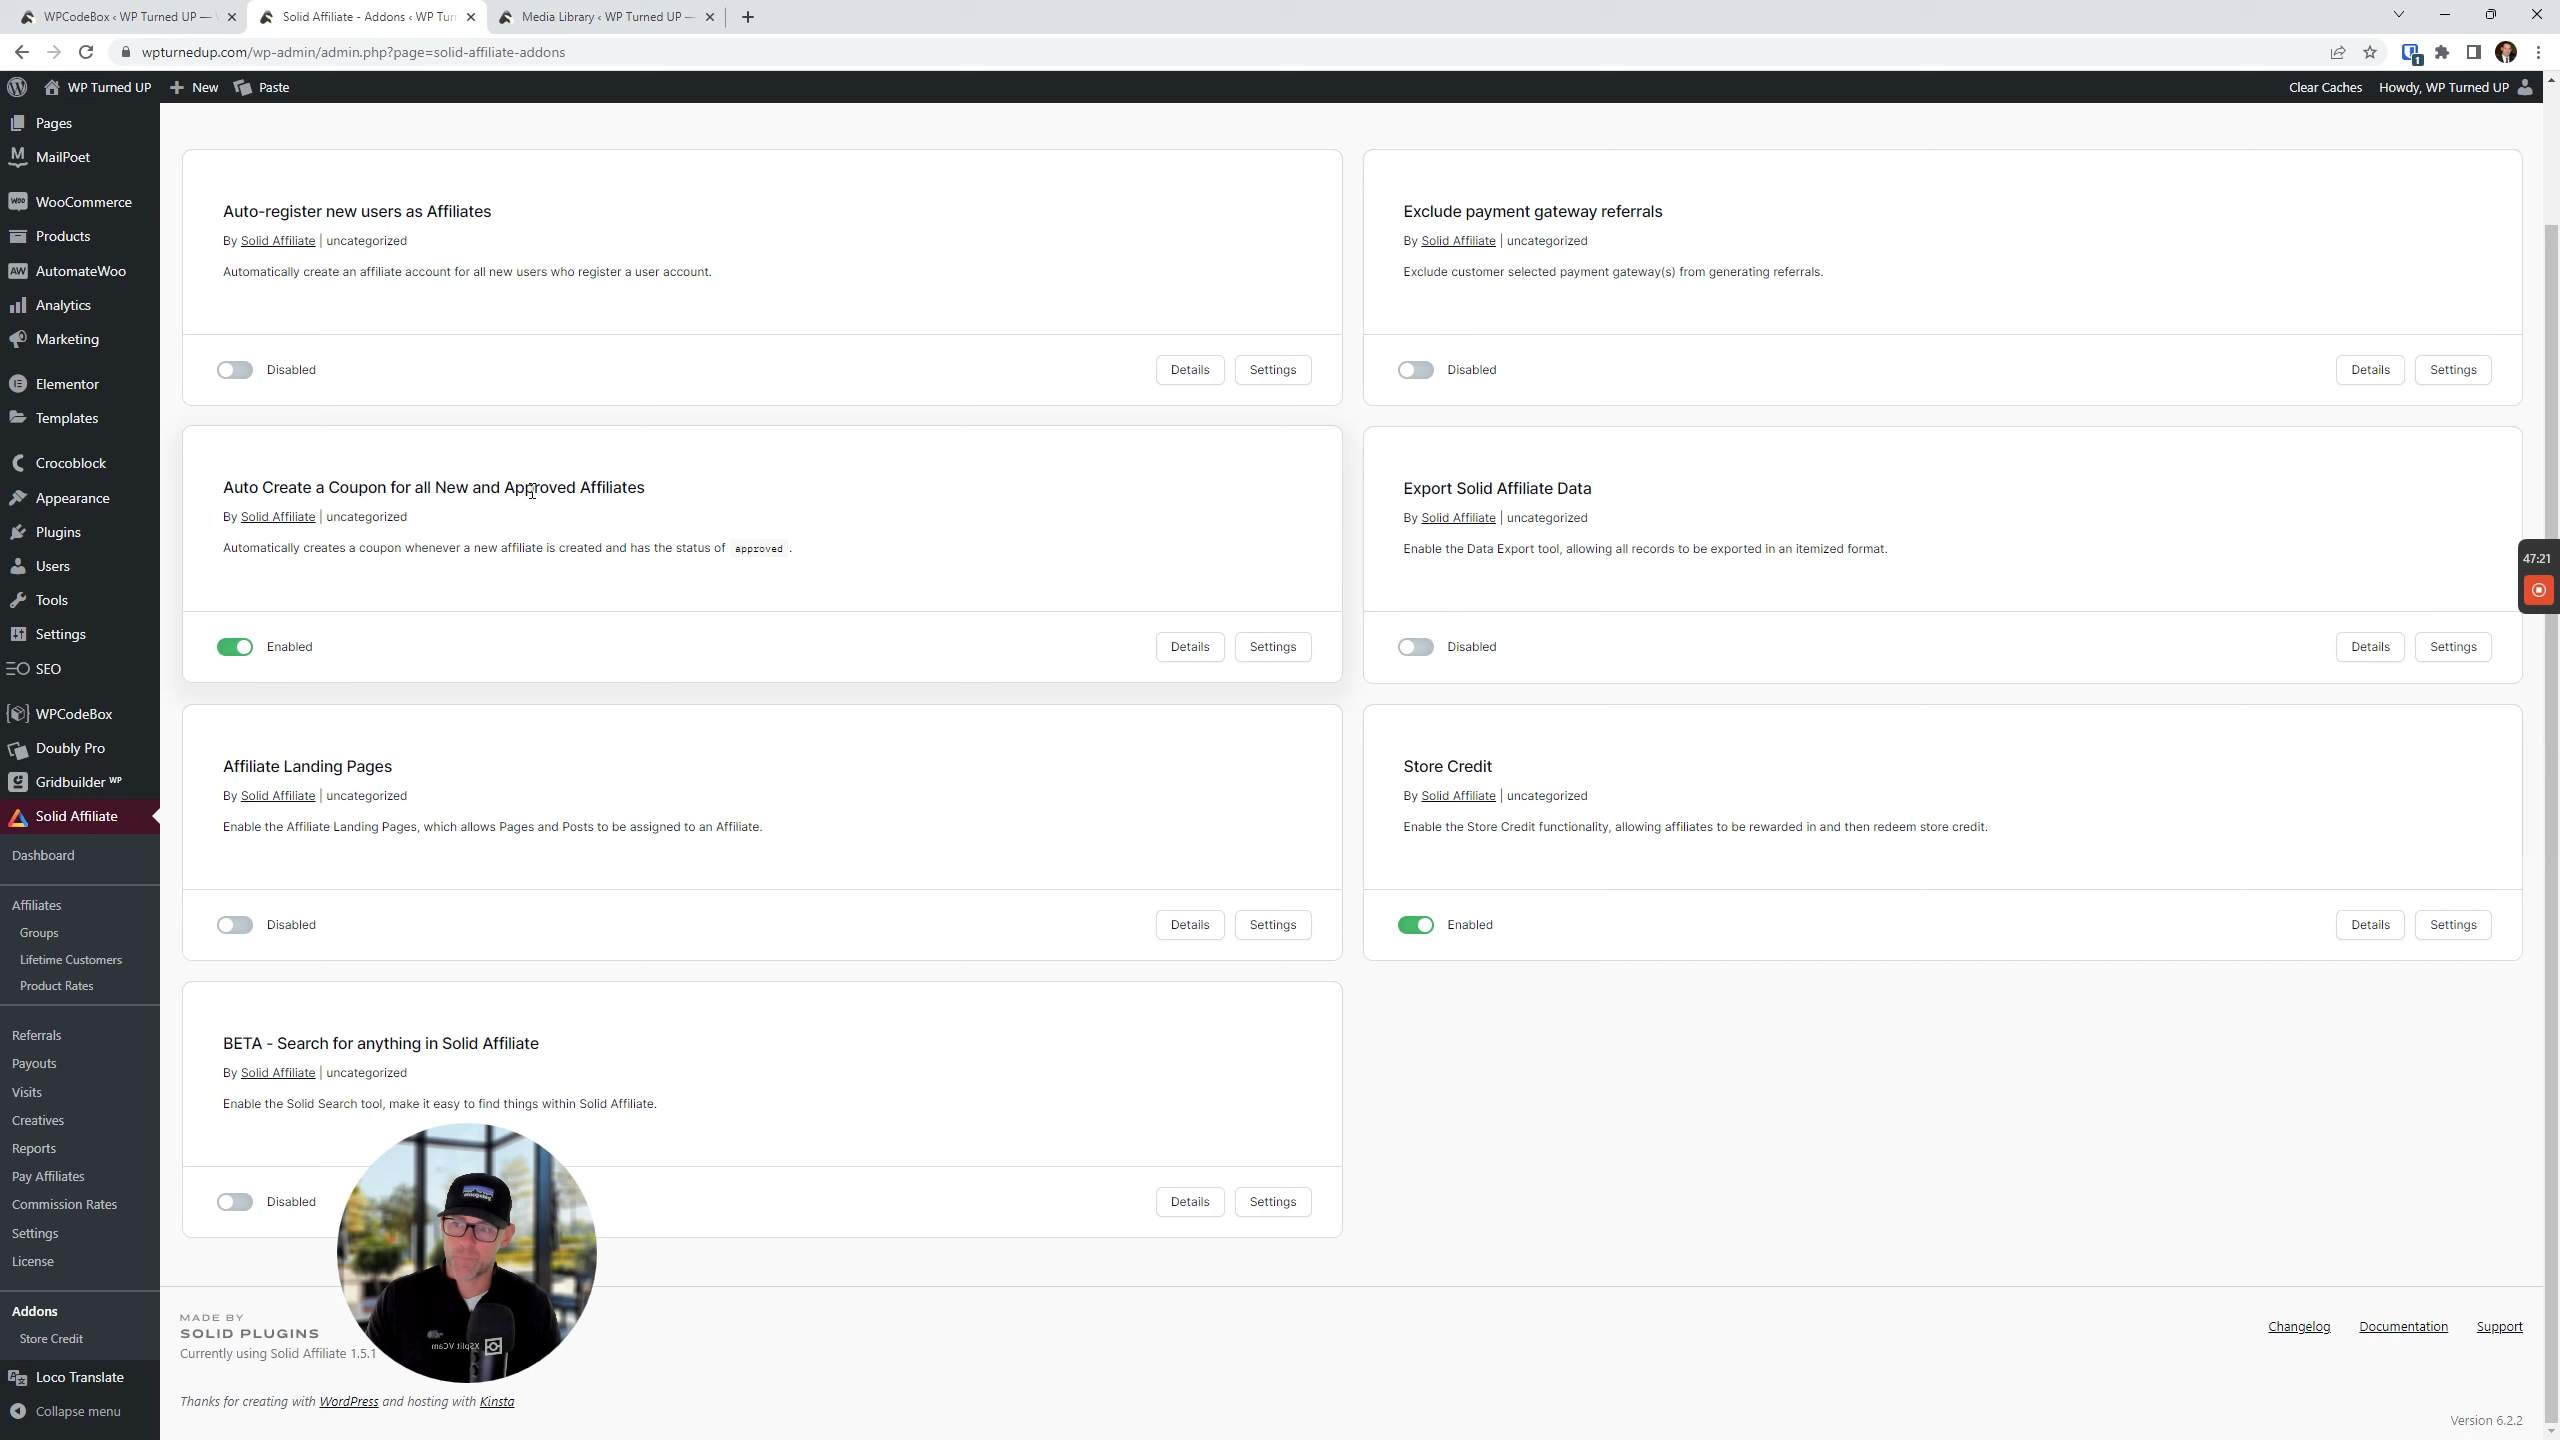 WPCodeBox ‹ WP Turned UP —
Solid Affiliate - Addons ‹ WP Turn
Media Library ‹ WP Turned UP —
wpturnedup.com/wp-admin/admin.php?page=solid-affiliate-addons
1
WP Turned UP
New
Paste
Clear Caches
Howdy, WP Turned UP
Pages
MailPoet
WooCommerce
Products
AutomateWoo
Analytics
Marketing
Elementor
Templates
Crocoblock
Appearance
Plugins
Users
Tools
Settings
SEO
WPCodeBox
Doubly Pro
Gridbuilder WP
Solid Affiliate
Dashboard
Affiliates
Groups
Lifetime Customers
Product Rates
Referrals
Payouts
Visits
Creatives
Reports
Pay Affiliates
Commission Rates
Settings
License
Addons
Store Credit
Loco Translate
Collapse menu
Auto-register new users as Affiliates
By Solid Affiliate | uncategorized
Automatically create an affiliate account for all new users who register a user account.
Disabled
Details
Settings
Exclude payment gateway referrals
By Solid Affiliate | uncategorized
Exclude customer selected payment gateway(s) from generating referrals.
Disabled
Details
Settings
Auto Create a Coupon for all New and Approved Affiliates
By Solid Affiliate | uncategorized
Automatically creates a coupon whenever a new affiliate is created and has the status of approved .
Enabled
Details
Settings
Export Solid Affiliate Data
By Solid Affiliate | uncategorized
Enable the Data Export tool, allowing all records to be exported in an itemized format.
Disabled
Details
Settings
47:21
Affiliate Landing Pages
By Solid Affiliate | uncategorized
Enable the Affiliate Landing Pages, which allows Pages and Posts to be assigned to an Affiliate.
Disabled
Details
Settings
Store Credit
By Solid Affiliate | uncategorized
Enable the Store Credit functionality, allowing affiliates to be rewarded in and then redeem store credit.
Enabled
Details
Settings
BETA - Search for anything in Solid Affiliate
By Solid Affiliate | uncategorized
Enable the Solid Search tool, make it easy to find things within Solid Affiliate.
Disabled
Details
Settings
XSplit VCam
MADE BY
SOLID PLUGINS
Currently using Solid Affiliate 1.5.1
Changelog
Documentation
Support
Thanks for creating with WordPress and hosting with Kinsta
Version 6.2.2